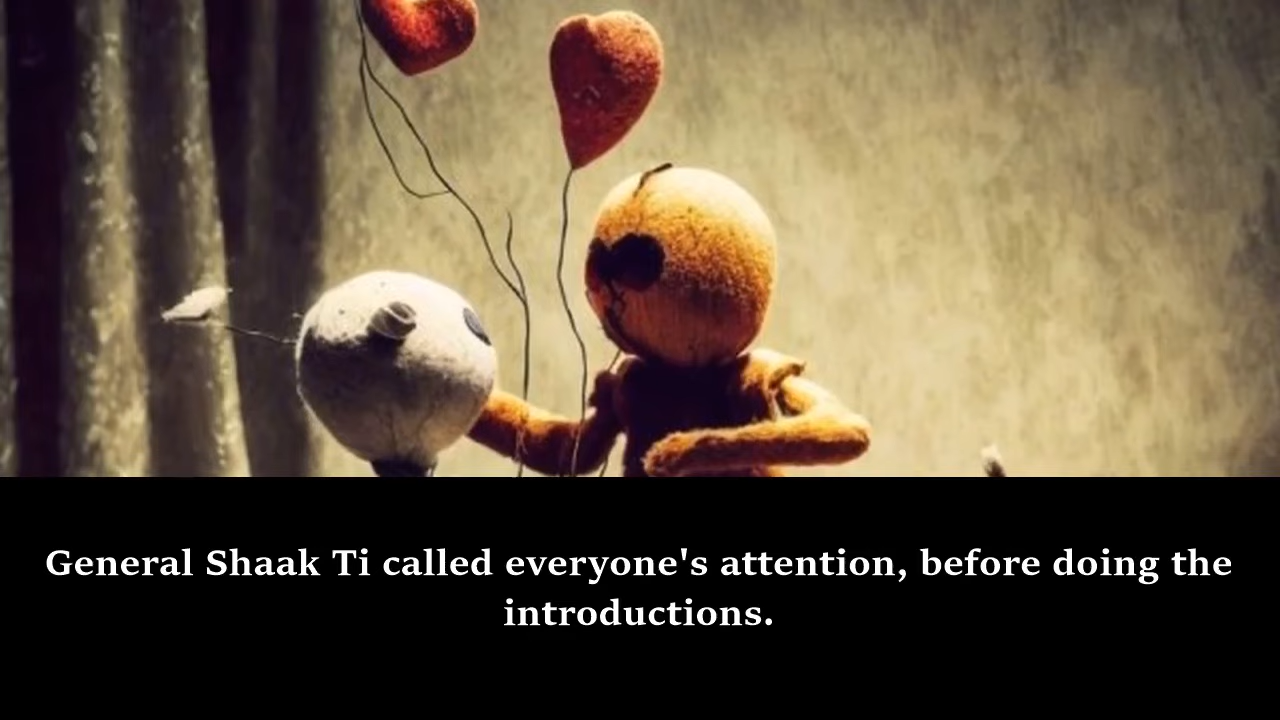 General Shaak Ti called everyone's attention, before doing the
introductions.